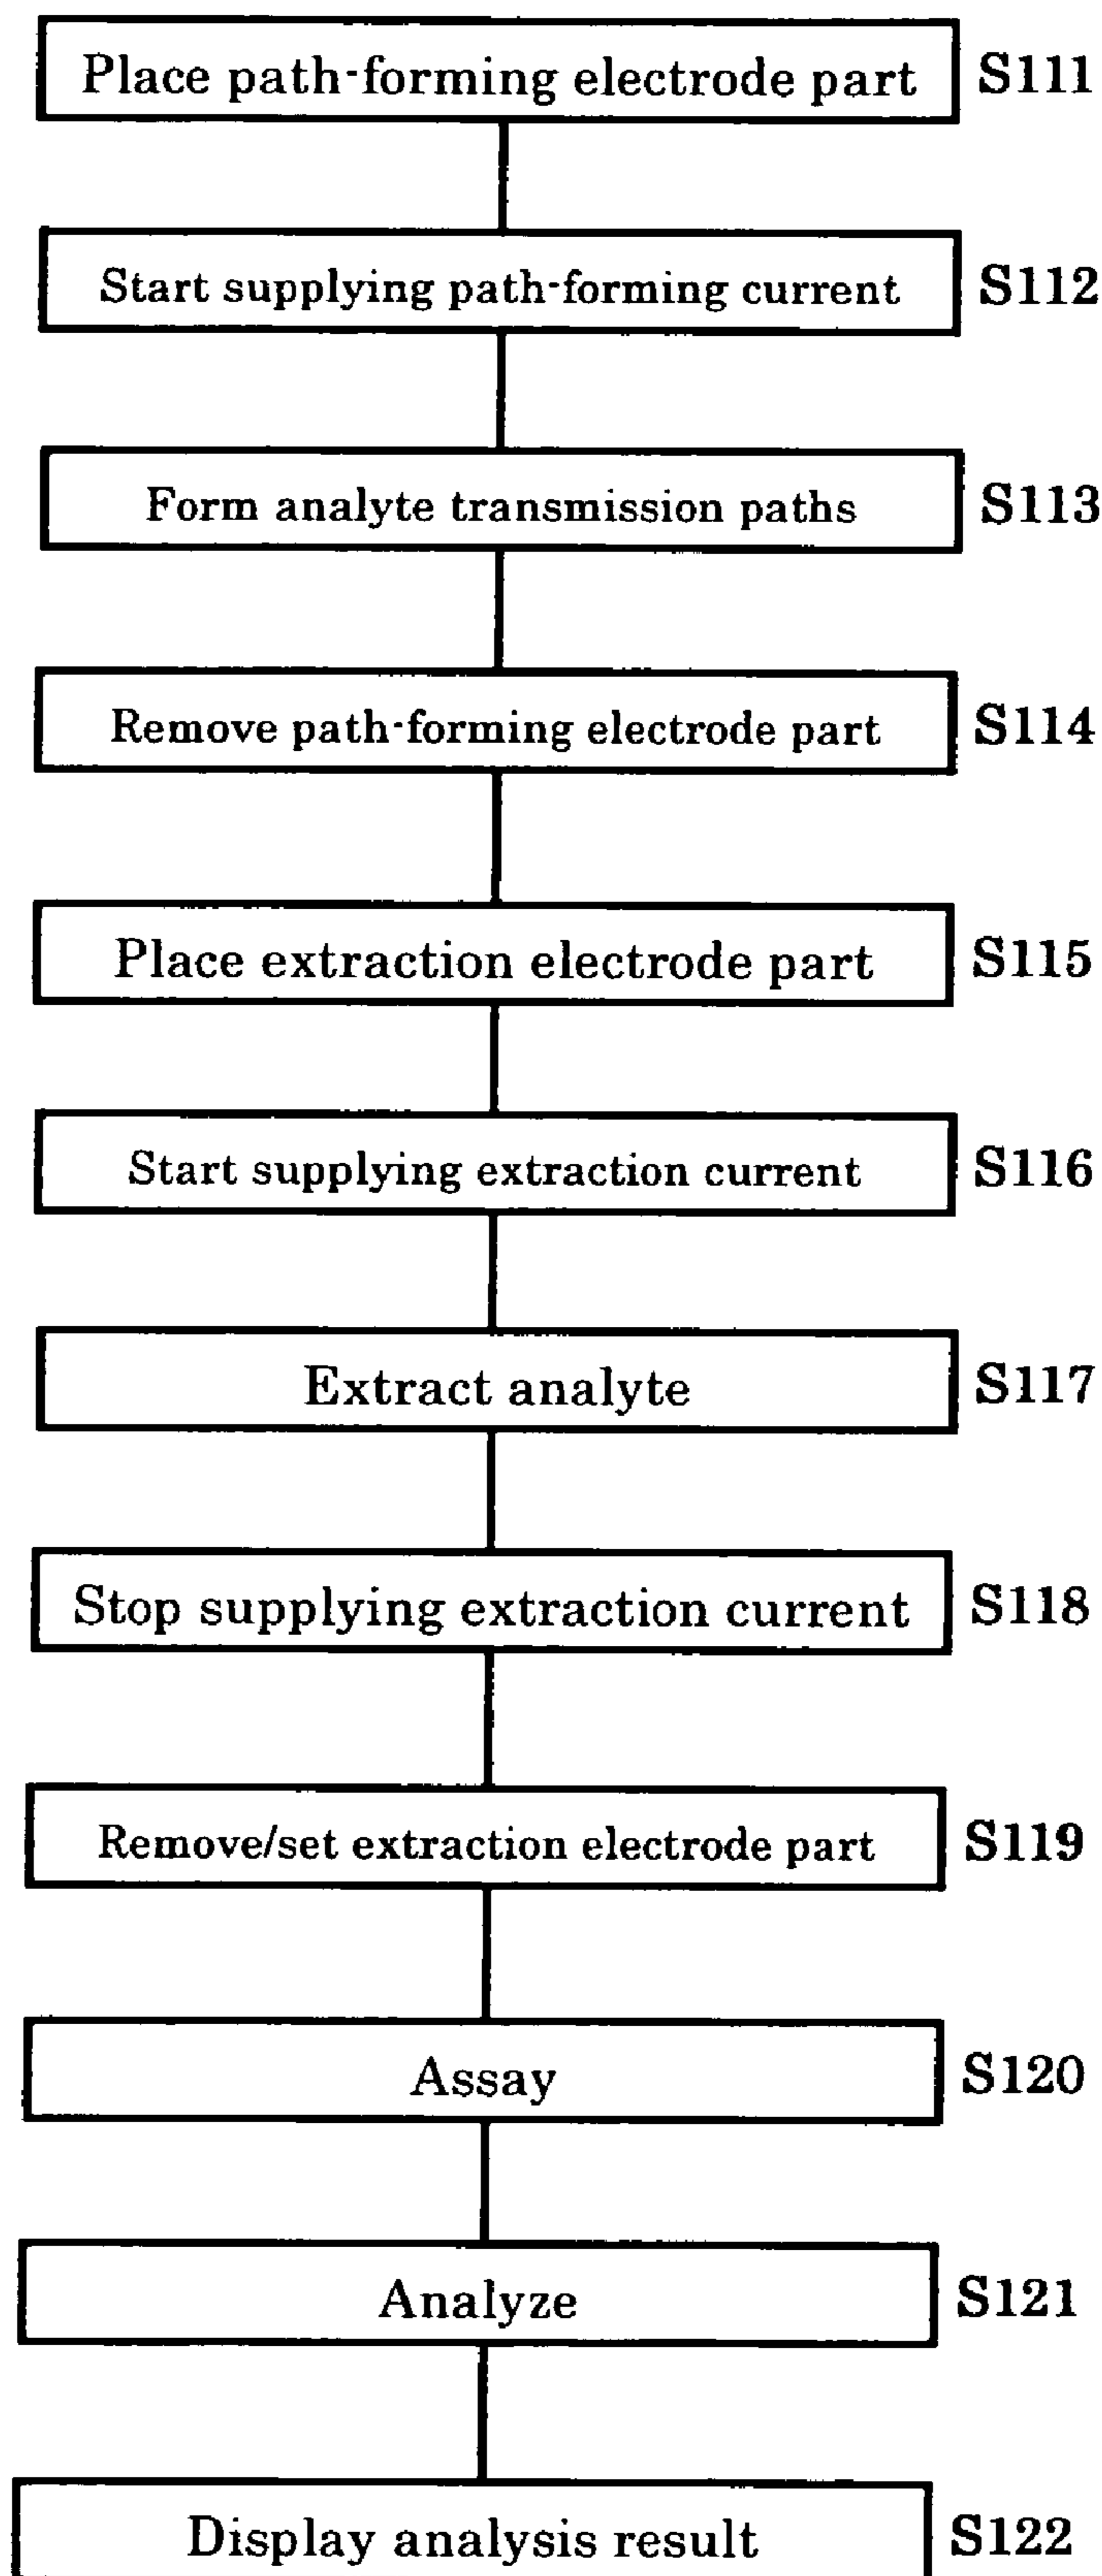 Place path-forming electrode part S111
Start supplying path-forming current S112
Form analyte transmission paths S113
Remove path-forming electrode part S114
Place extraction electrode part S115
Start supplying extraction current S116
Extract analyte S117
Stop supplying extraction current S118
Remove/set extraction electrode part S119
Assay S120
Analyze S121
Display analysis result S122